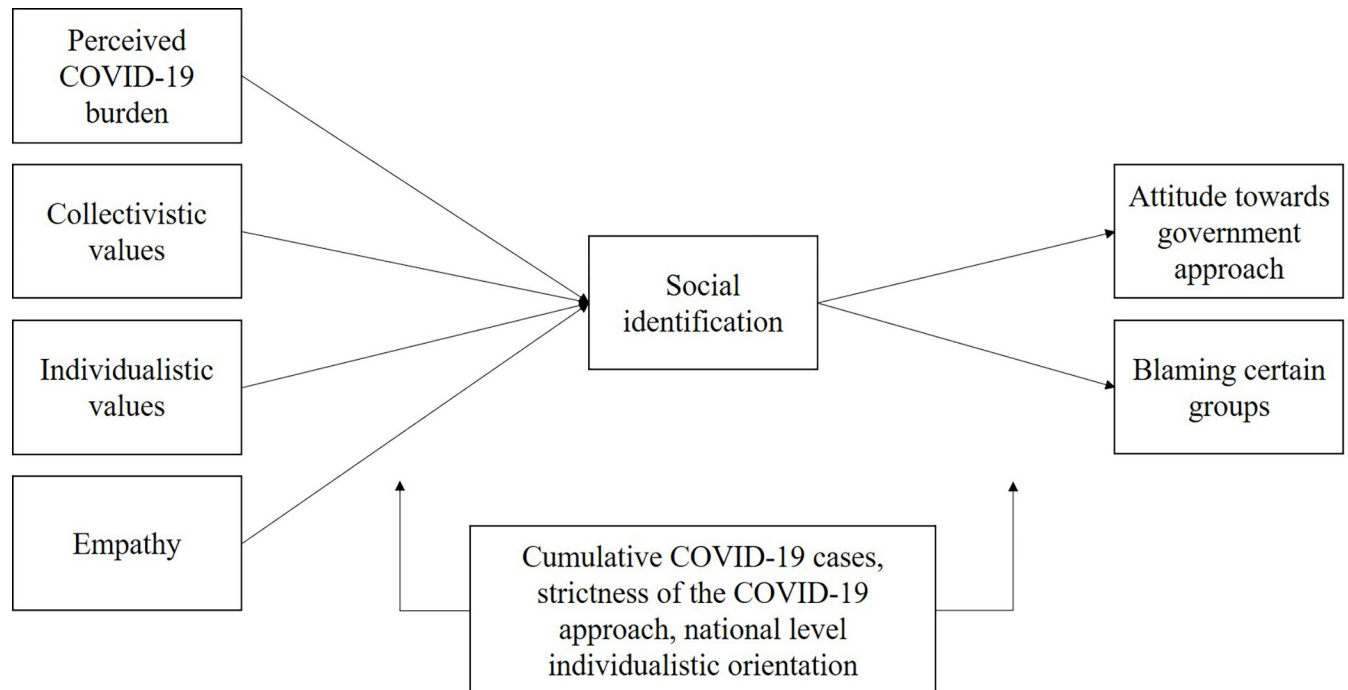 Perceived
COVID-19
burden
Collectivistic
values
Individualistic
values
Empathy
Social
identification
Attitude towards
government
approach
Blaming certain
groups
Cumulative COVID-19 cases,
strictness of the COVID-19
approach, national level
individualistic orientation